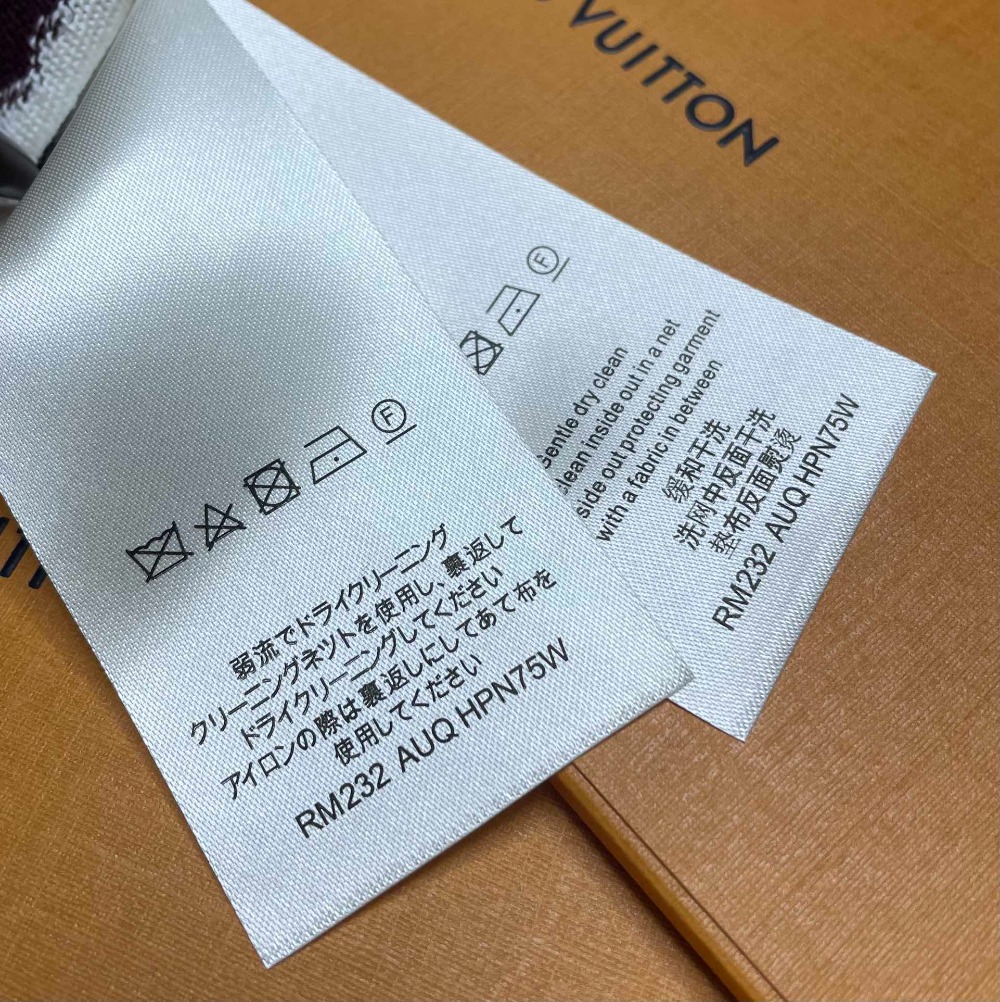 VUITTON
F
弱流でドライクリーニング
クリーニングネツトを使用し、裏返して
ドライクリーニングしてください
アイロンの際は裏返しにしてあて布を
使用してください
RM232 AUQ HPN75W
F
Gentle dry clean
clean inside out in a net
side out protecting garment
with a fabric in between
缓和干洗
洗网中反面干洗
垫布反面熨烫
RM232 AUQ HPN75W